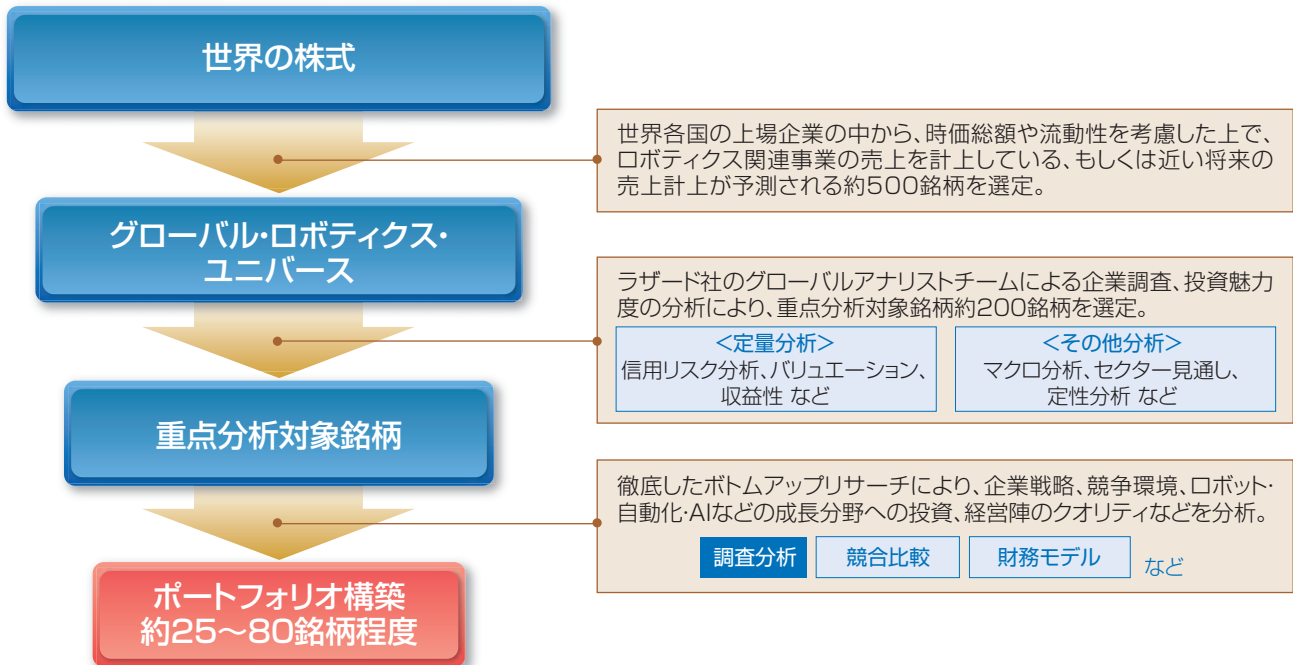 世界の株式
世界各国の上場企業の中から、時価総額や流動性を考慮した上で、
ロボティクス関連事業の売上を計上している、もしくは近い将来の
売上計上が予測される約500銘柄を選定。
グローバル・ロボティクス・
ユニバース
ラザード社のグローバルアナリストチームによる企業調査、投資魅力
度の分析により、重点分析対象銘柄約200銘柄を選定。
<定量分析>
信用リスク分析、バリュエーション、
収益性 など
<その他分析>
マクロ分析、セクター見通し、
定性分析 など
重点分析対象銘柄
徹底したボトムアップリサーチにより、企業戦略、競争環境、ロボット・
自動化・AIなどの成長分野への投資、経営陣のクオリティなどを分析。
調査分析
競合比較
財務モデル
など
ポートフォリオ構築
約25～80銘柄程度